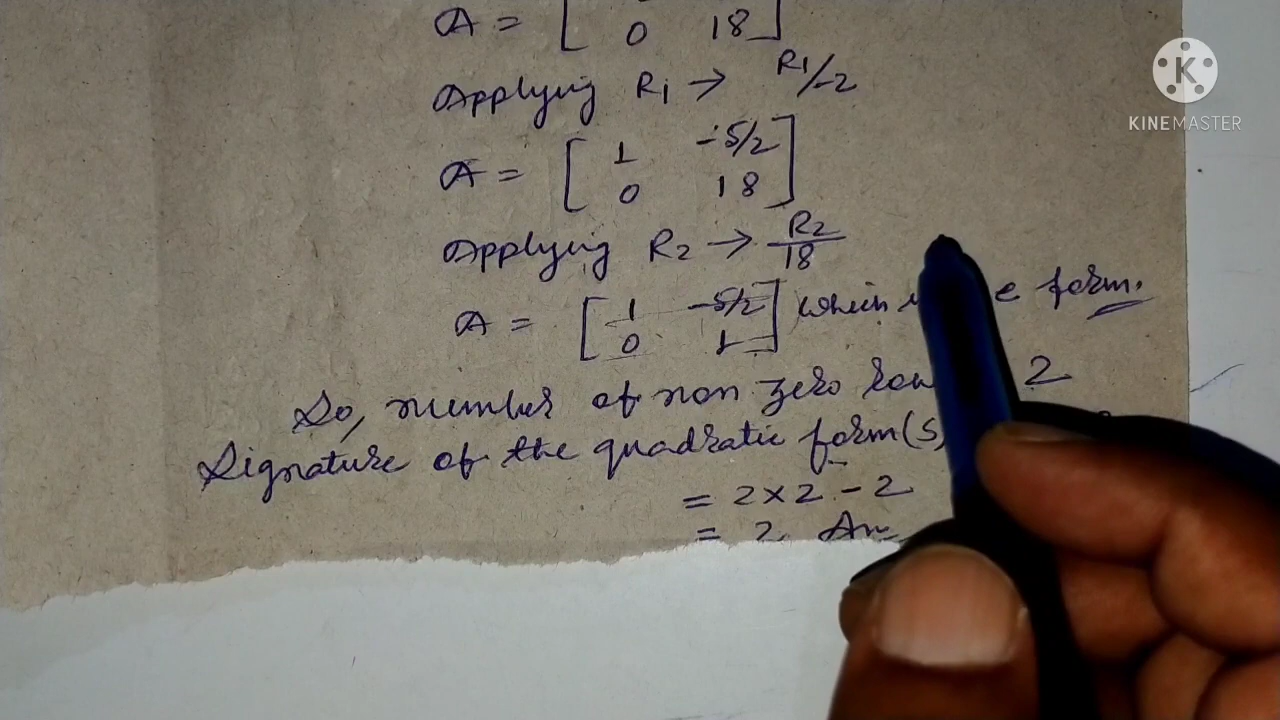 A = [ 0 18 ]
Applying R1 → R1/-2
A = [ 1 -5/2
0 18 ]
Applying R2 → R2/18
A = [ 1 -5/2
0 1 ] which form.
So, number of non zero row 2
Signature of the quadratic form(s)
= 2×2-2
= 2 An
K
KINEMASTER